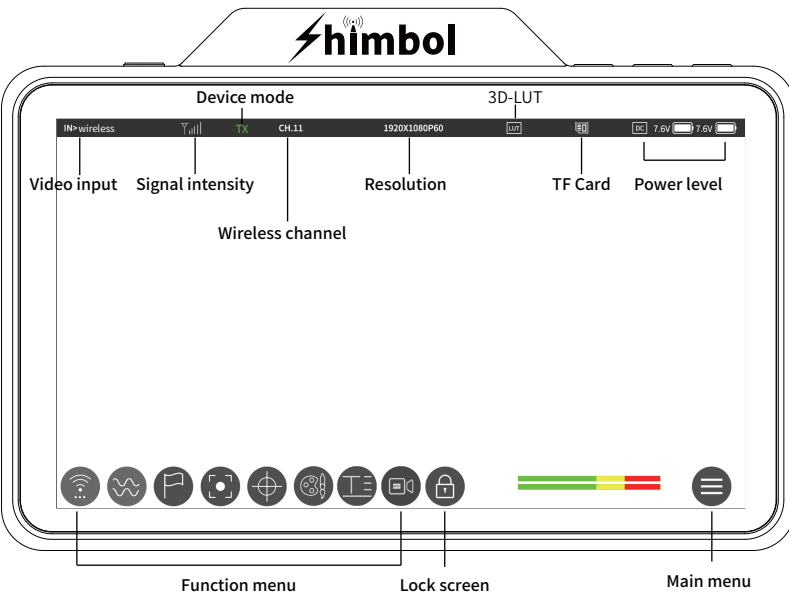 Shimbol
Device mode
3D-LUT
IN>wireless
TX
CH.11
1920X1080P60
LUT
DC
7.6V
7.6V
Video input
Signal intensity
Resolution
TF Card
Power level
Wireless channel
Function menu
Lock screen
Main menu